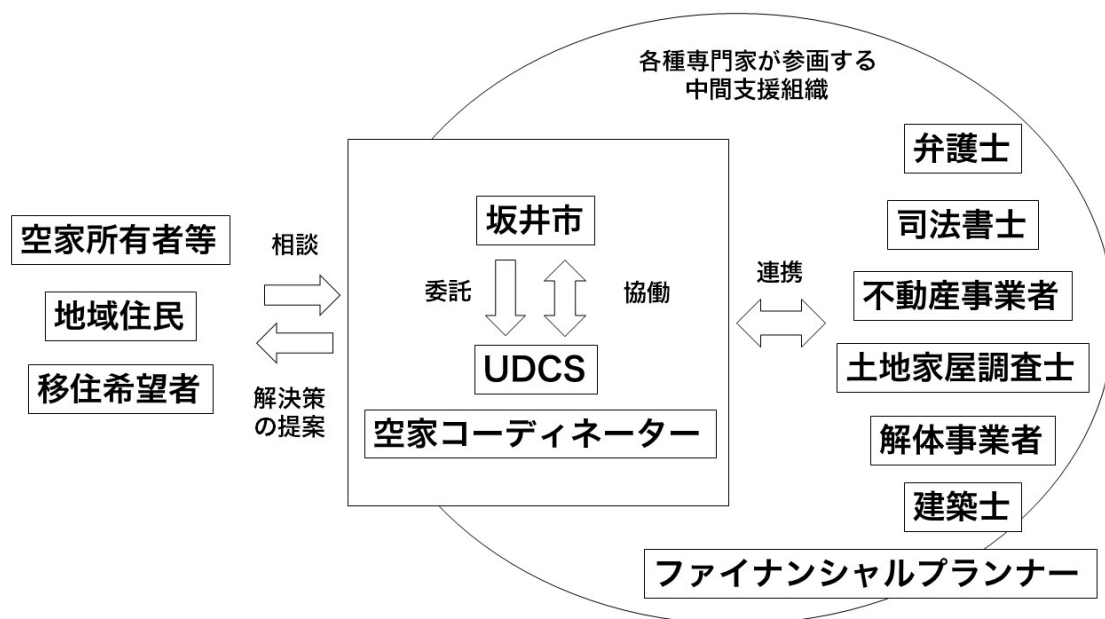 各種専門家が参画する
中間支援組織
空家所有者等
地域住民
移住希望者
相談
解決策
の提案
坂井市
委託
協働
UDCS
空家コーディネーター
連携
弁護士
司法書士
不動産事業者
土地家屋調査士
解体事業者
建築士
ファイナンシャルプランナー